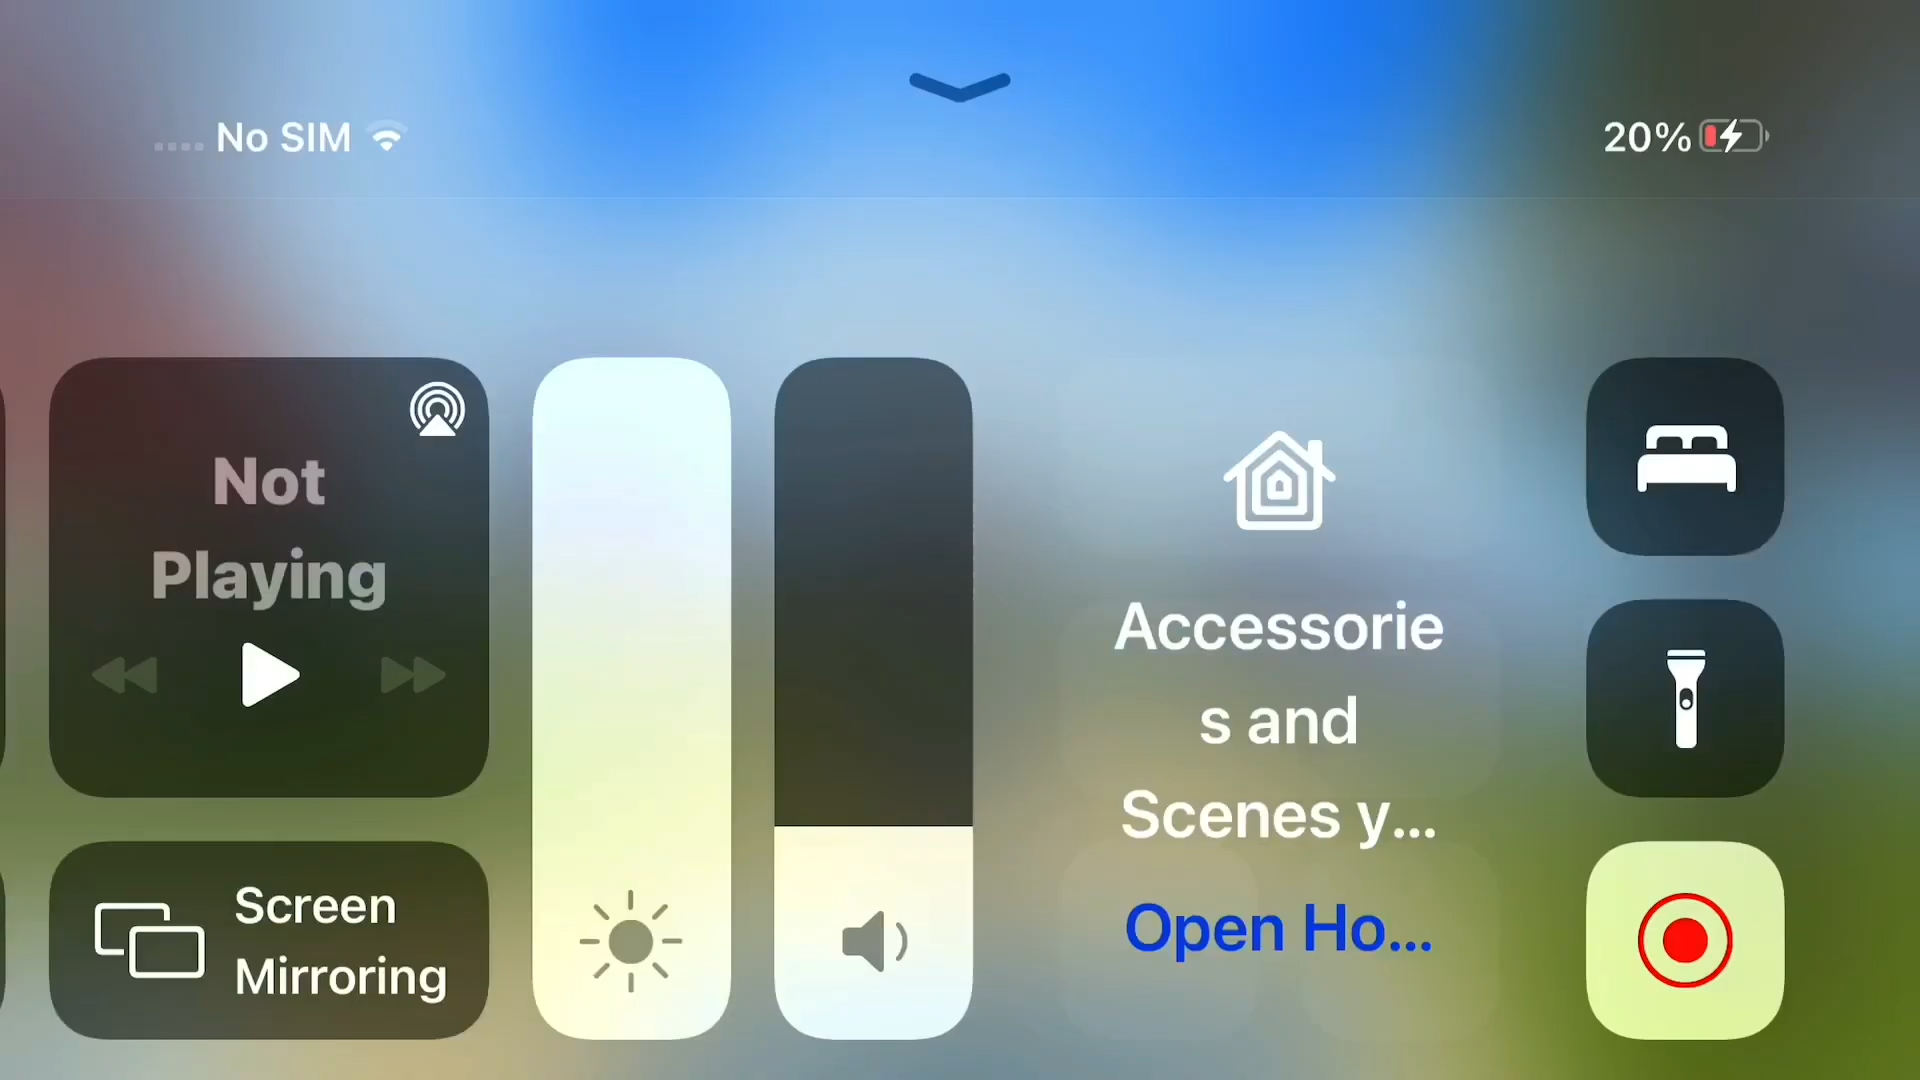 No SIM
20%
Not
Playing
Screen
Mirroring
Accessorie
s and
Scenes y...
Open Ho...